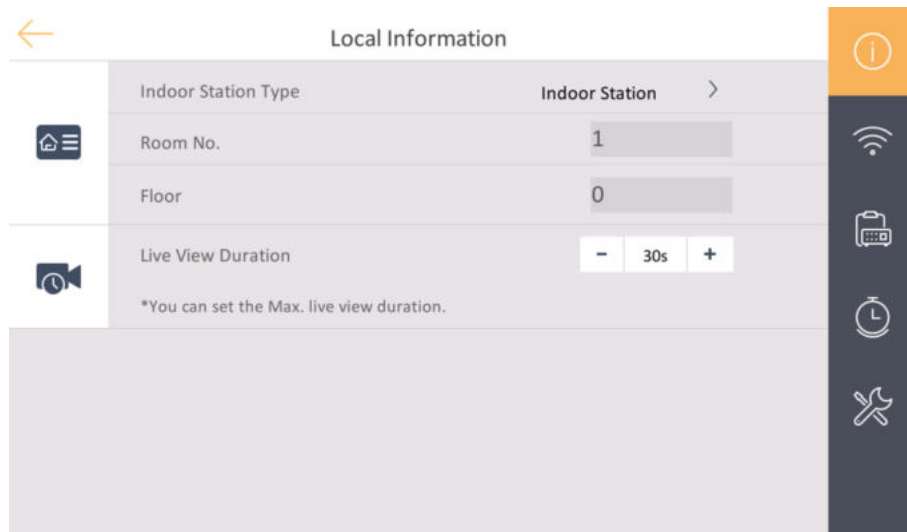 Local Information
Indoor Station Type Indoor Station >
Room No. 1
Floor 0
Live View Duration - 30s +
*You can set the Max. live view duration.